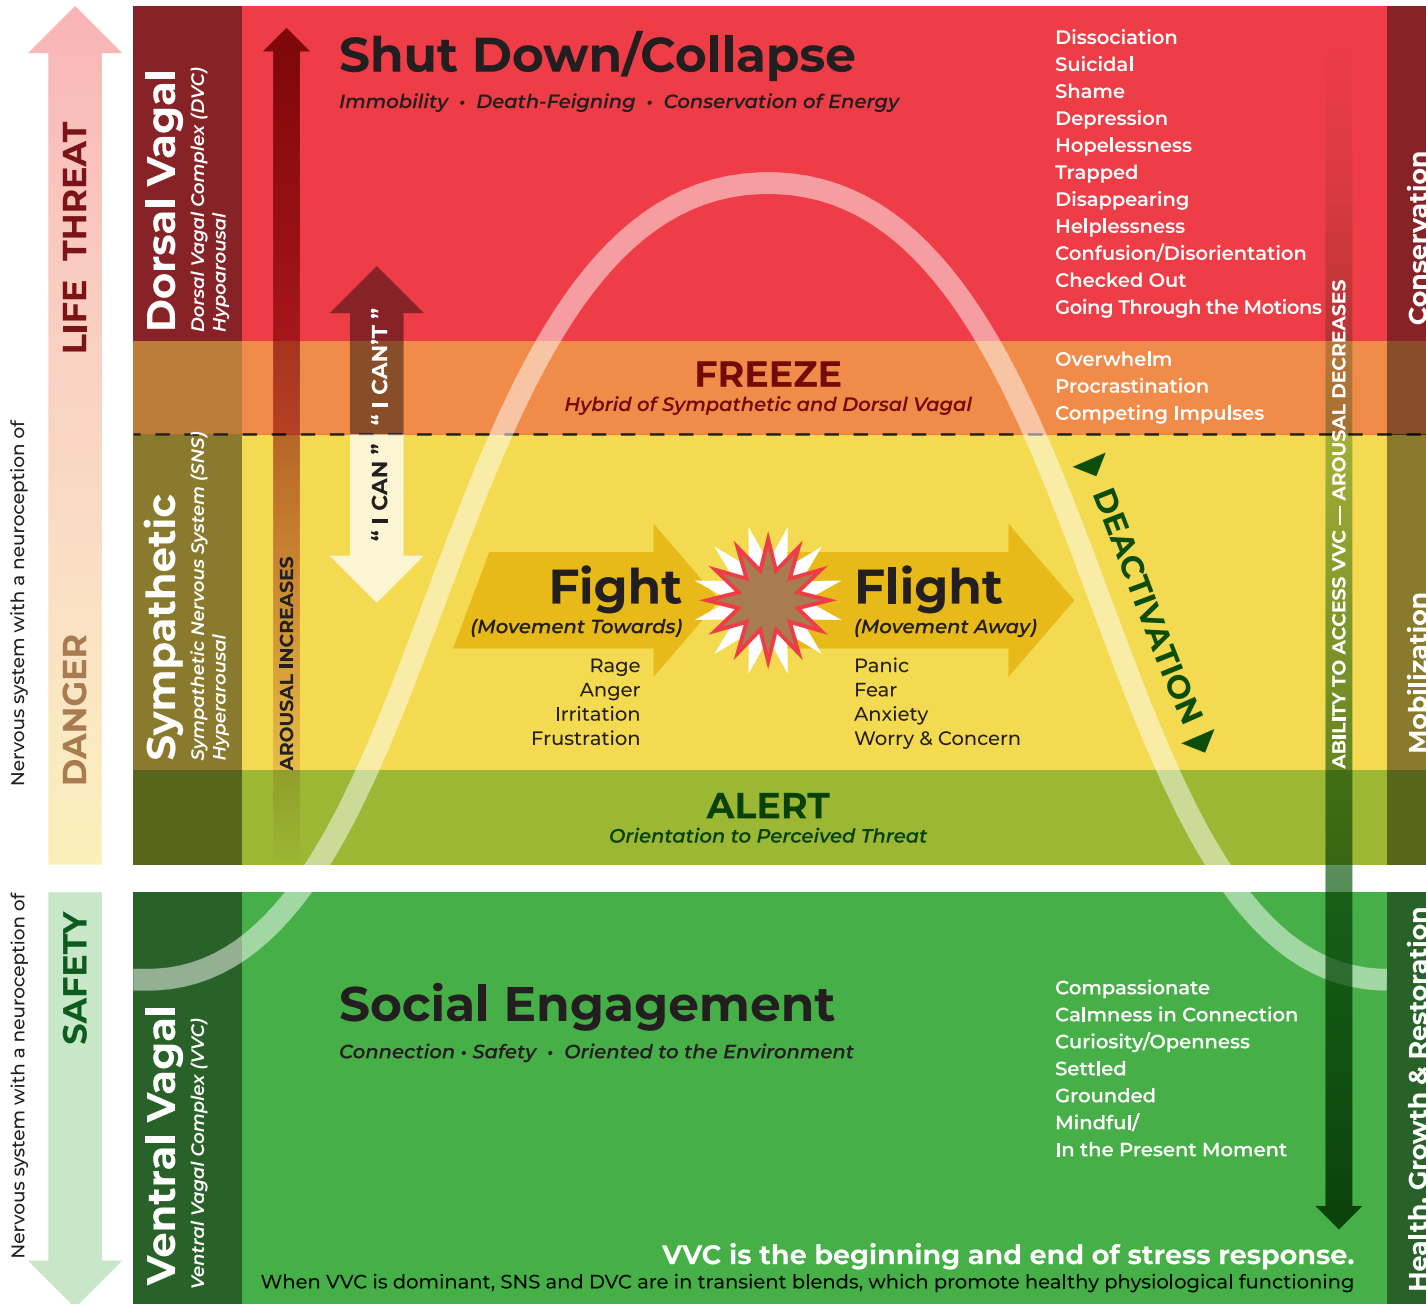 Nervous system with a neuroception of
LIFE THREAT
DANGER
Dorsal Vagal
Dorsal Vagal Complex (DVC)
Hypoarousal
Shut Down/Collapse
Immobility • Death-Feigning • Conservation of Energy
Dissociation
Suicidal
Shame
Depression
Hopelessness
Trapped
Disappearing
Helplessness
Confusion/Disorientation
Checked Out
Going Through the Motions
Conservation
“ I CAN’T ”
“ I CAN ”
FREEZE
Hybrid of Sympathetic and Dorsal Vagal
Overwhelm
Procrastination
Competing Impulses
Sympathetic
Sympathetic Nervous System (SNS)
Hyperarousal
AROUSAL INCREASES
Fight
(Movement Towards)
Rage
Anger
Irritation
Frustration
Flight
(Movement Away)
Panic
Fear
Anxiety
Worry & Concern
DEACTIVATION
ABILITY TO ACCESS VVC — AROUSAL DECREASES
Mobilization
ALERT
Orientation to Perceived Threat
Nervous system with a neuroception of
SAFETY
Ventral Vagal
Ventral Vagal Complex (VVC)
Social Engagement
Connection • Safety • Oriented to the Environment
Compassionate
Calmness in Connection
Curiosity/Openness
Settled
Grounded
Mindful/
In the Present Moment
Health, Growth & Restoration
VVC is the beginning and end of stress response.
When VVC is dominant, SNS and DVC are in transient blends, which promote healthy physiological functioning